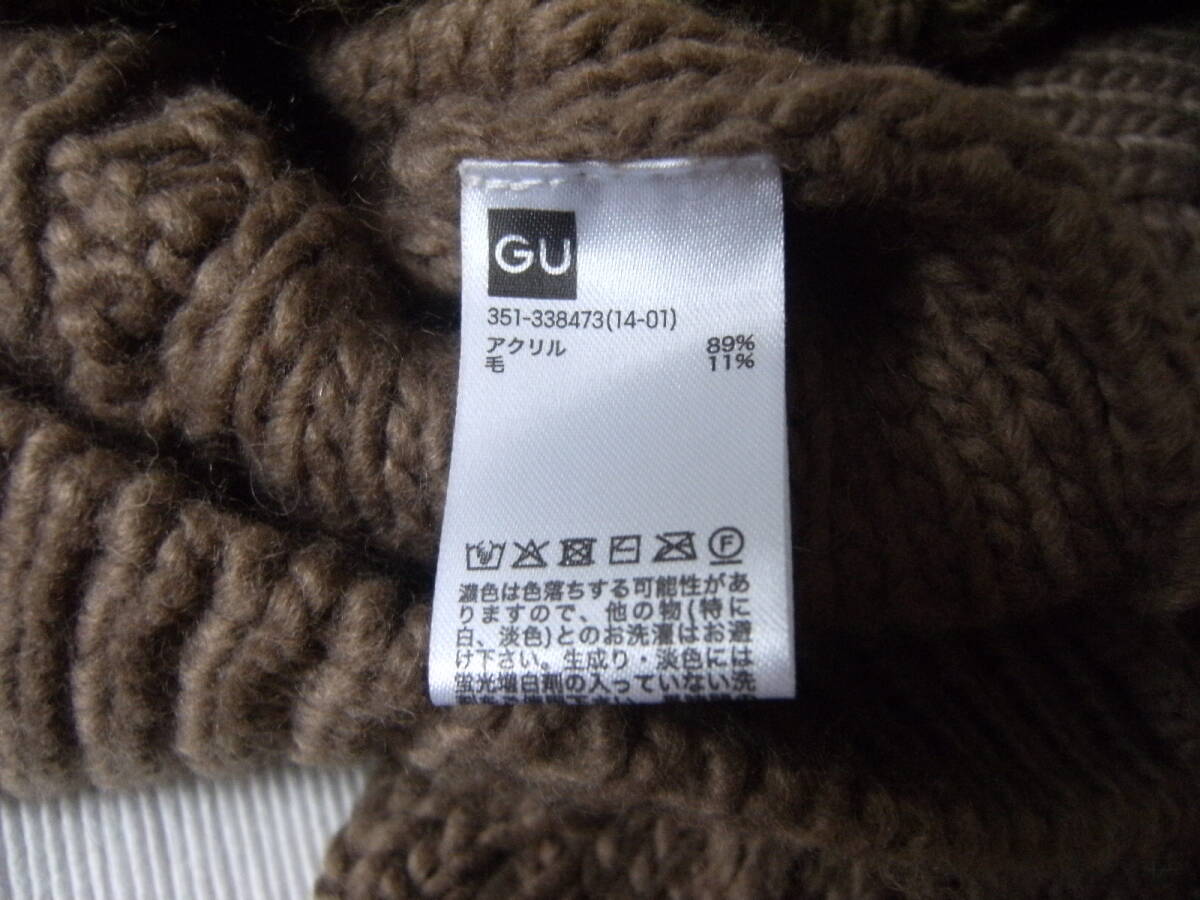 GU
351-338473(14-01)
アクリル 89%
毛 11%
F
濃色は色落ちする可能性があ
りますので、他の物(特に
白、淡色)とのお洗濯はお避
け下さい。生成り・淡色には
蛍光増白剤の入っていない洗